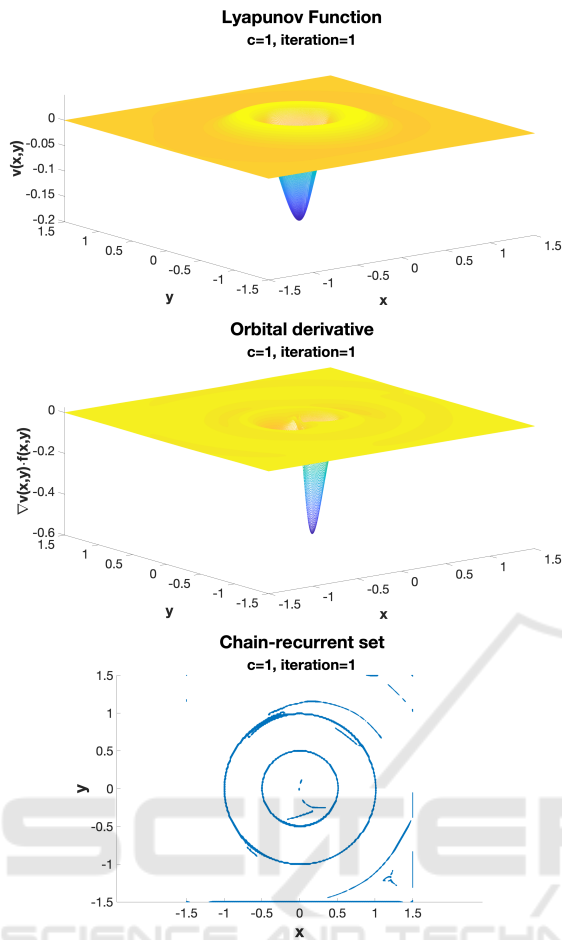 Lyapunov Function
c=1, iteration=1
v(x,y)
0
-0.05
-0.1
-0.15
-0.2
1.5
1
0.5
0
-0.5
-1
-1.5
y
-1.5
-1
-0.5
0
0.5
1
1.5
x
Orbital derivative
c=1, iteration=1
▽v(x,y)·f(x,y)
0
-0.2
-0.4
-0.6
1.5
1
0.5
0
-0.5
-1
-1.5
y
-1.5
-1
-0.5
0
0.5
1
1.5
x
Chain-recurrent set
c=1, iteration=1
y
1.5
1
0.5
0
-0.5
-1
-1.5
-1.5 -1 -0.5 0 0.5 1 1.5
x